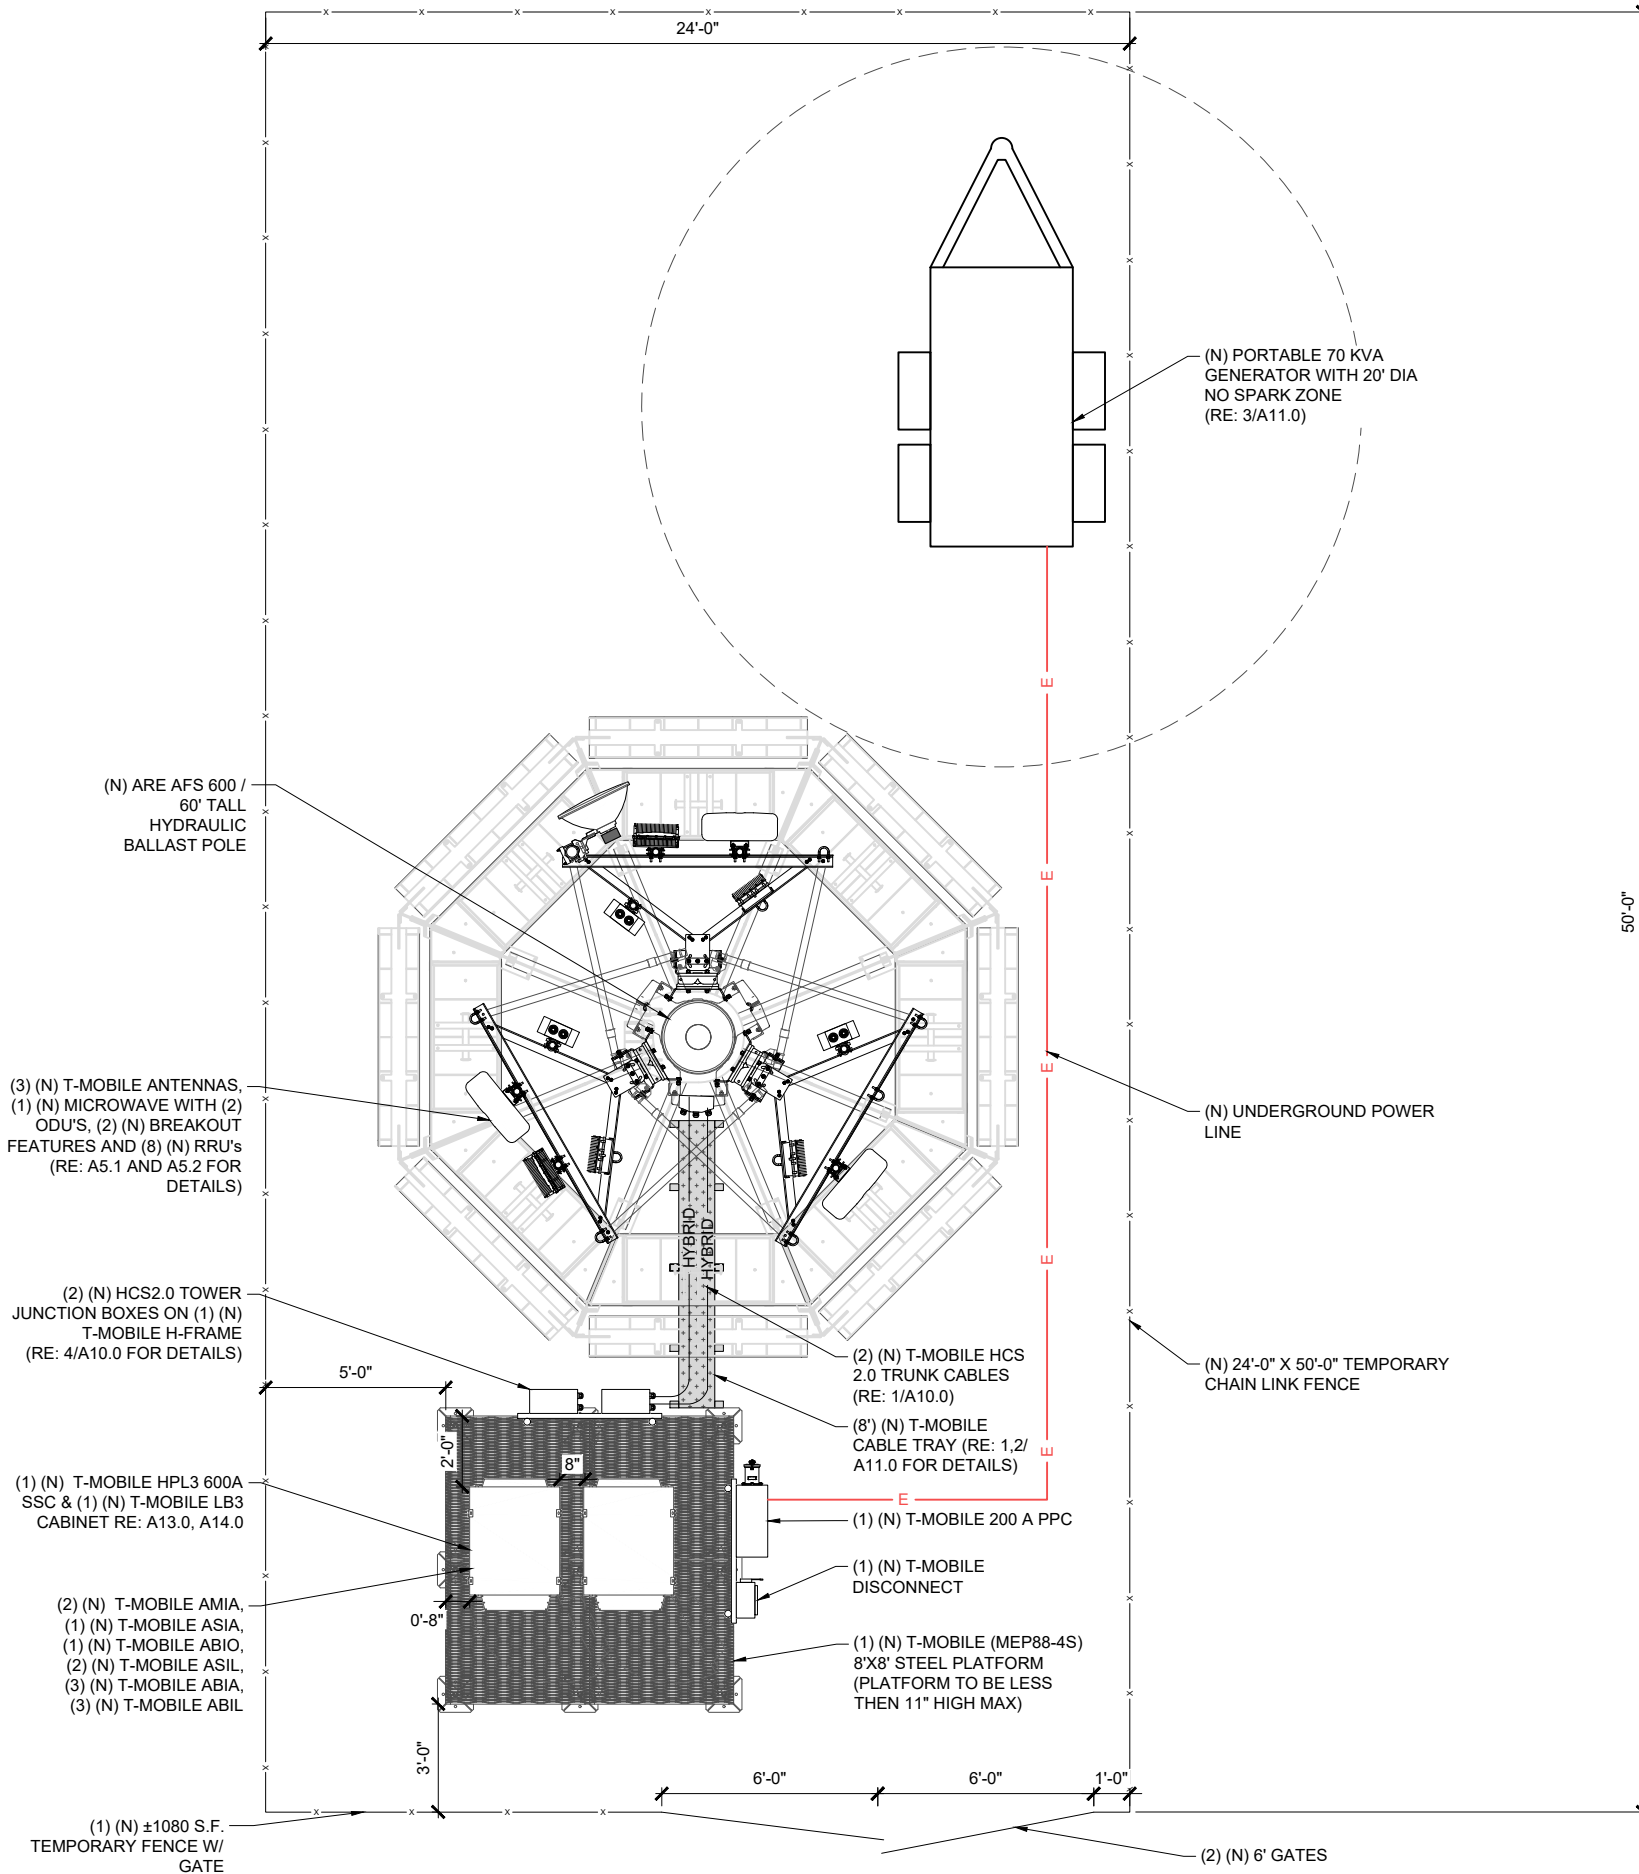 24'-0"
(N) PORTABLE 70 KVA
GENERATOR WITH 20' DIA
NO SPARK ZONE
(RE: 3/A11.0)
E
(N) ARE AFS 600 /
60' TALL
HYDRAULIC
BALLAST POLE
E
50'-0"
E
(3) (N) T-MOBILE ANTENNAS,
(1) (N) MICROWAVE WITH (2)
ODU'S, (2) (N) BREAKOUT
FEATURES AND (8) (N) RRU's
(RE: A5.1 AND A5.2 FOR
DETAILS)
(N) UNDERGROUND POWER
LINE
HYBRID
HYBRID
E
(2) (N) HCS2.0 TOWER
JUNCTION BOXES ON (1) (N)
T-MOBILE H-FRAME
(RE: 4/A10.0 FOR DETAILS)
(2) (N) T-MOBILE HCS
2.0 TRUNK CABLES
(RE: 1/A10.0)
(N) 24'-0" X 50'-0" TEMPORARY
CHAIN LINK FENCE
5'-0"
(8') (N) T-MOBILE
CABLE TRAY (RE: 1,2/
A11.0 FOR DETAILS)
E
2'-0"
8"
E
(1) (N) T-MOBILE HPL3 600A
SSC & (1) (N) T-MOBILE LB3
CABINET RE: A13.0, A14.0
(1) (N) T-MOBILE 200 A PPC
(1) (N) T-MOBILE
DISCONNECT
(2) (N) T-MOBILE AMIA,
(1) (N) T-MOBILE ASIA,
(1) (N) T-MOBILE ABIO,
(2) (N) T-MOBILE ASIL,
(3) (N) T-MOBILE ABIA,
(3) (N) T-MOBILE ABIL
0'-8"
(1) (N) T-MOBILE (MEP88-4S)
8'X8' STEEL PLATFORM
(PLATFORM TO BE LESS
THEN 11" HIGH MAX)
3'-0"
6'-0"
6'-0"
1'-0"
(1) (N) ±1080 S.F.
TEMPORARY FENCE W/
GATE
(2) (N) 6' GATES